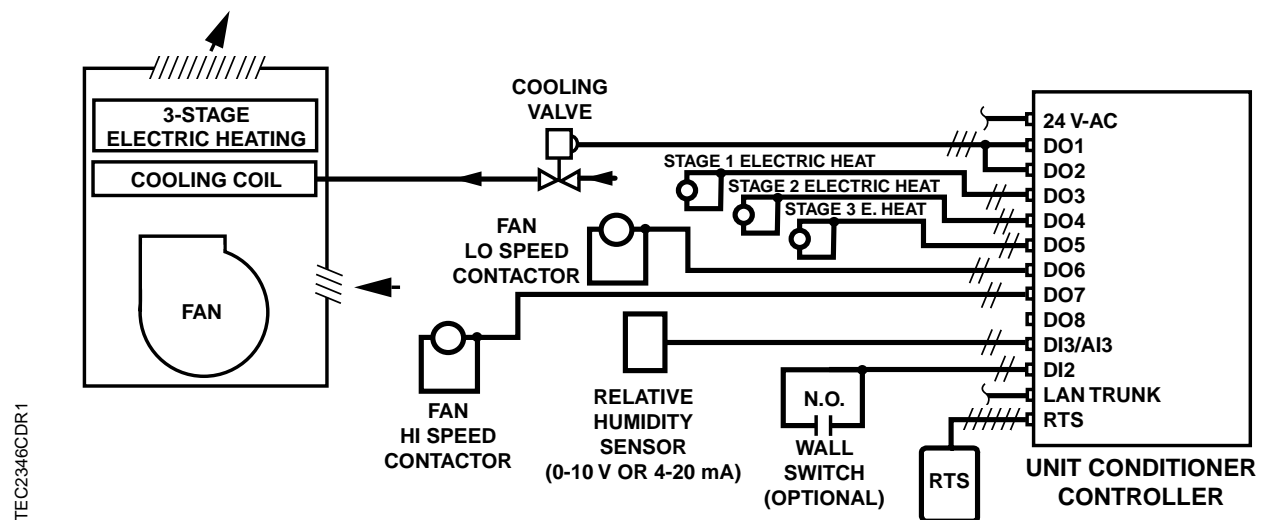 3-STAGE
ELECTRIC HEATING
COOLING COIL
FAN
COOLING
VALVE
STAGE 1 ELECTRIC HEAT
STAGE 2 ELECTRIC HEAT
STAGE 3 E. HEAT
FAN
LO SPEED
CONTACTOR
FAN
HI SPEED
CONTACTOR
RELATIVE
HUMIDITY
SENSOR
(0-10 V OR 4-20 mA)
N.O.
WALL
SWITCH
(OPTIONAL)
RTS
24 V-AC
DO1
DO2
DO3
DO4
DO5
DO6
DO7
DO8
DI3/AI3
DI2
LAN TRUNK
RTS
UNIT CONDITIONER
CONTROLLER
TEC2346CDR1